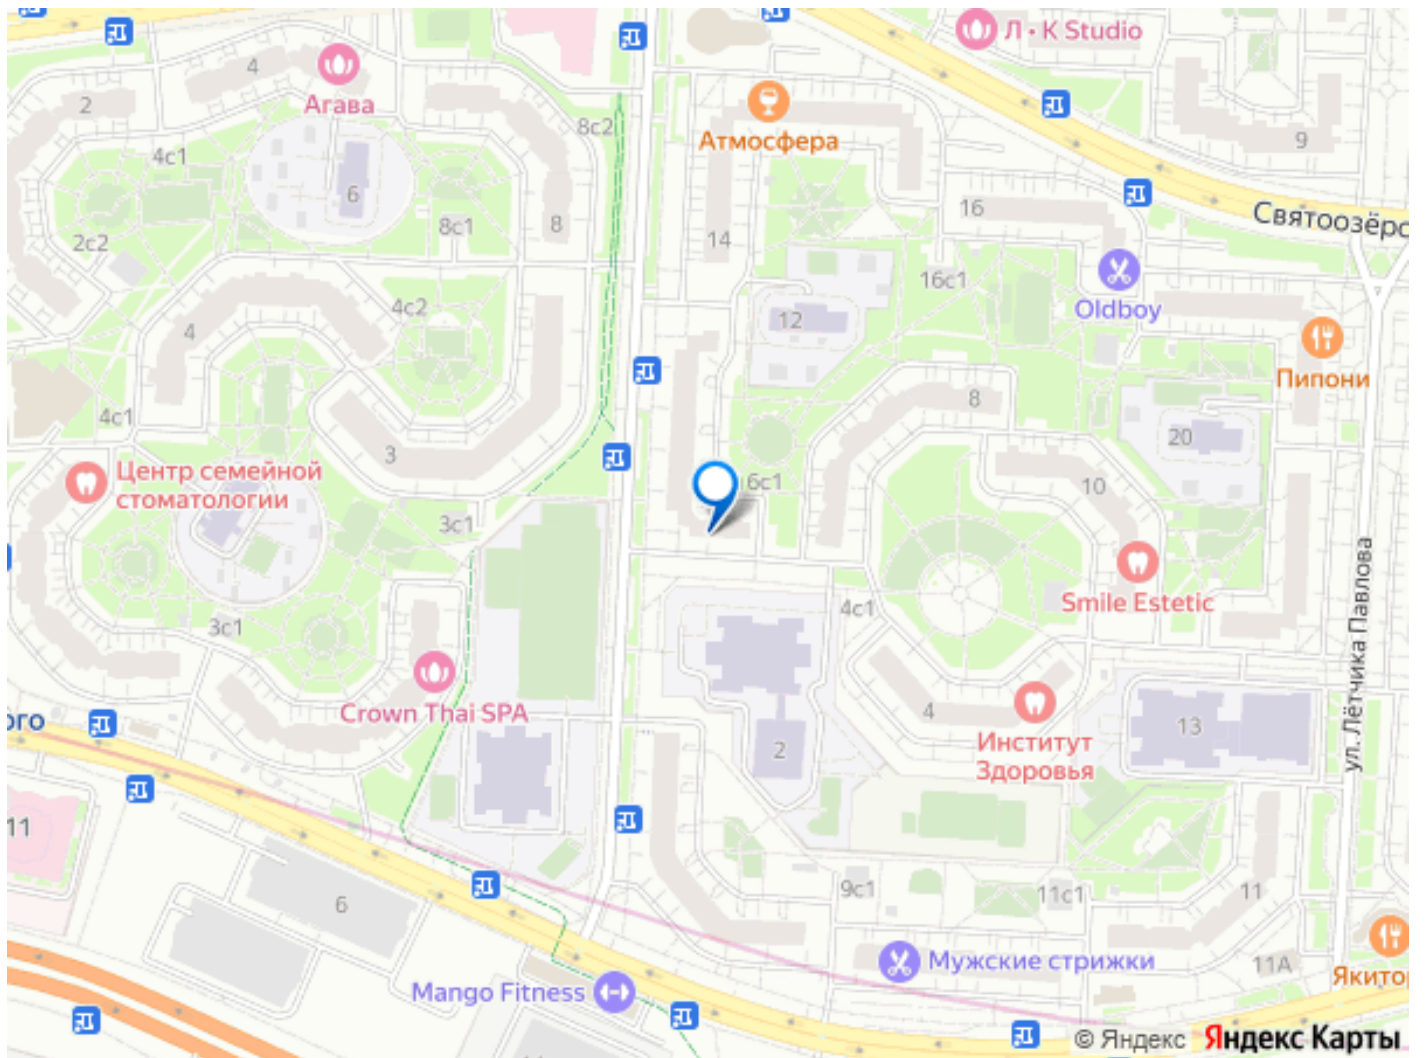 Л • К Studio
4
2
Агава
Атмосфера
8с2
9
4с1
6
8с1
8
2с2
14
16
Святоозёрс
16с1
Oldboy
4с2
4
12
Пипони
8
4с1
3
20
Центр семейной
стоматологии
6с1
10
3с1
Smile Estetic
ул. Лётчика Павлова
4с1
3с1
Crown Thai SPA
ого
4
Институт
Здоровья
13
2
11
6
9с1
11с1
11
Мужские стрижки
11А
Mango Fitness
Якитор
© Яндекс Яндекс Карты